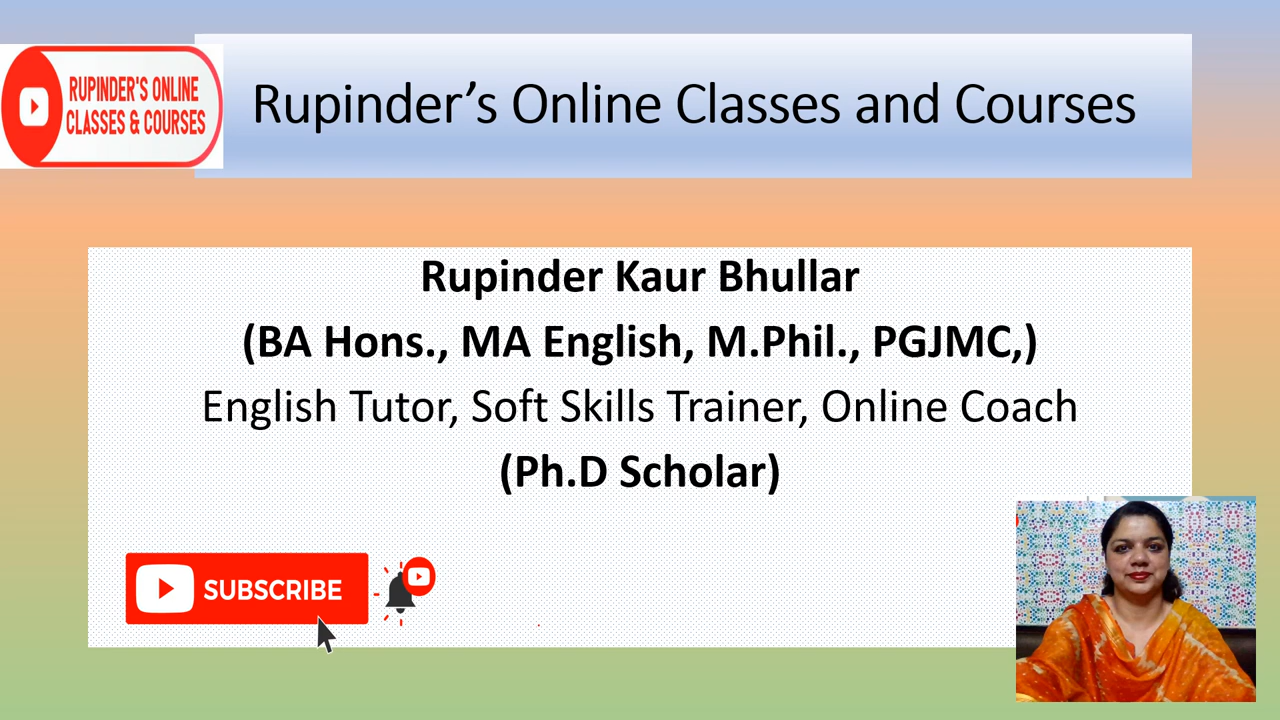 RUPINDER'S ONLINE
CLASSES & COURSES
Rupinder’s Online Classes and Courses
Rupinder Kaur Bhullar
(BA Hons., MA English, M.Phil., PGJMC,)
English Tutor, Soft Skills Trainer, Online Coach
(Ph.D Scholar)
SUBSCRIBE